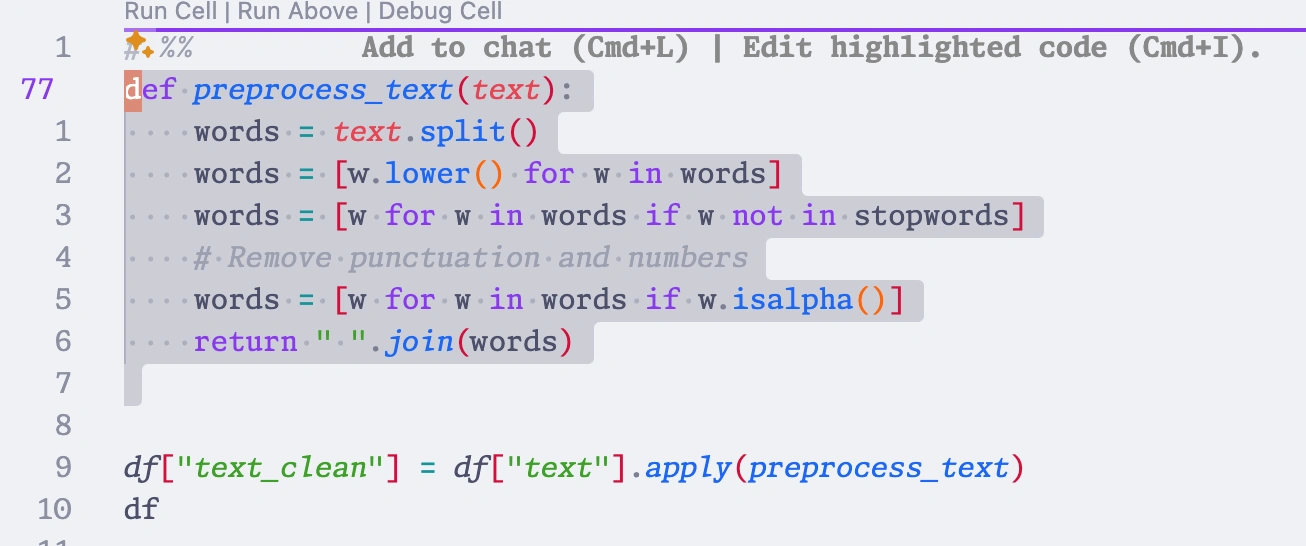 Run Cell | Run Above | Debug Cell
1 # %% Add to chat (Cmd+L) | Edit highlighted code (Cmd+I).
77 def preprocess_text(text):
1     words = text.split()
2     words = [w.lower() for w in words]
3     words = [w for w in words if w not in stopwords]
4     # Remove punctuation and numbers
5     words = [w for w in words if w.isalpha()]
6     return " ".join(words)
7
8
9 df["text_clean"] = df["text"].apply(preprocess_text)
10 df
11